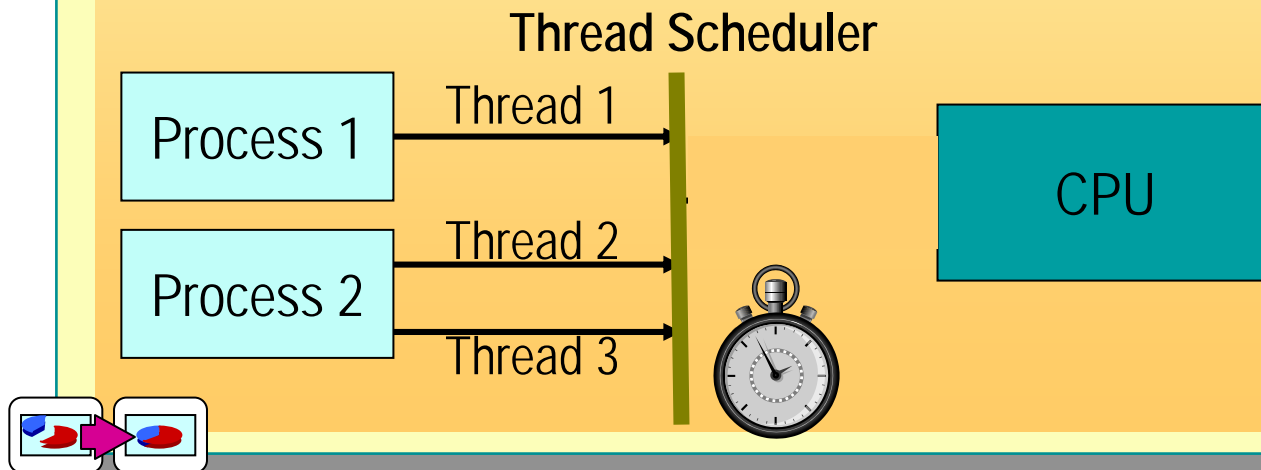 Thread Scheduler
Thread 1
Process 1
CPU
Thread 2
Process 2
Thread 3